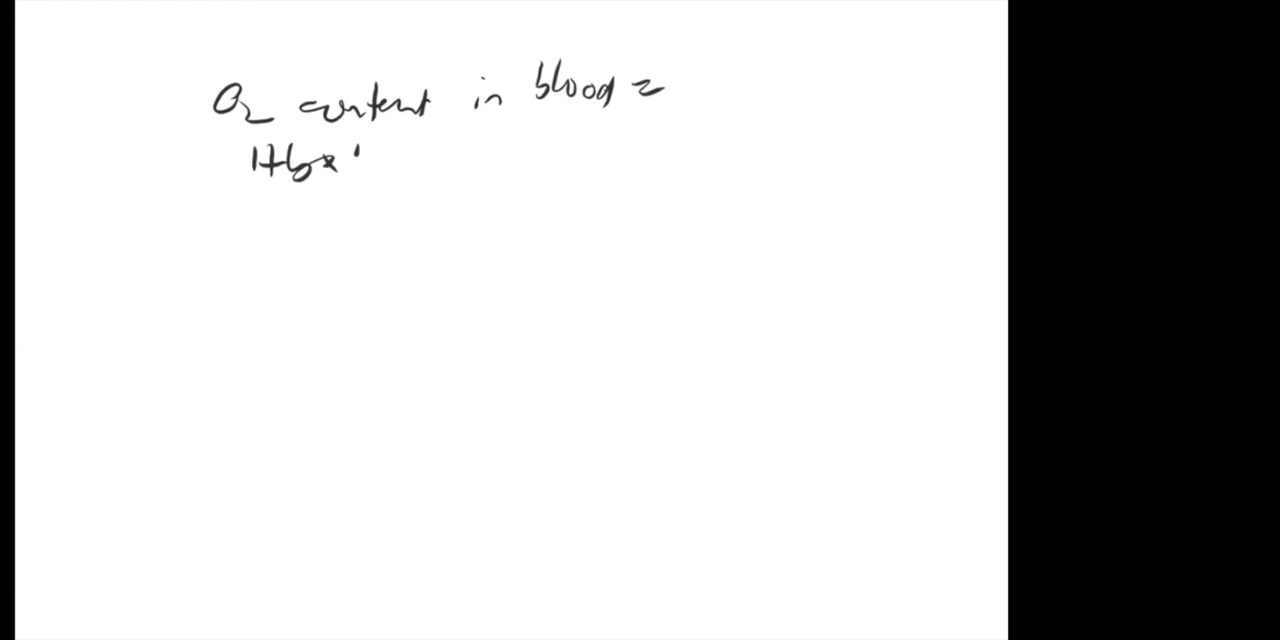 O2 content in blood =
Hb×